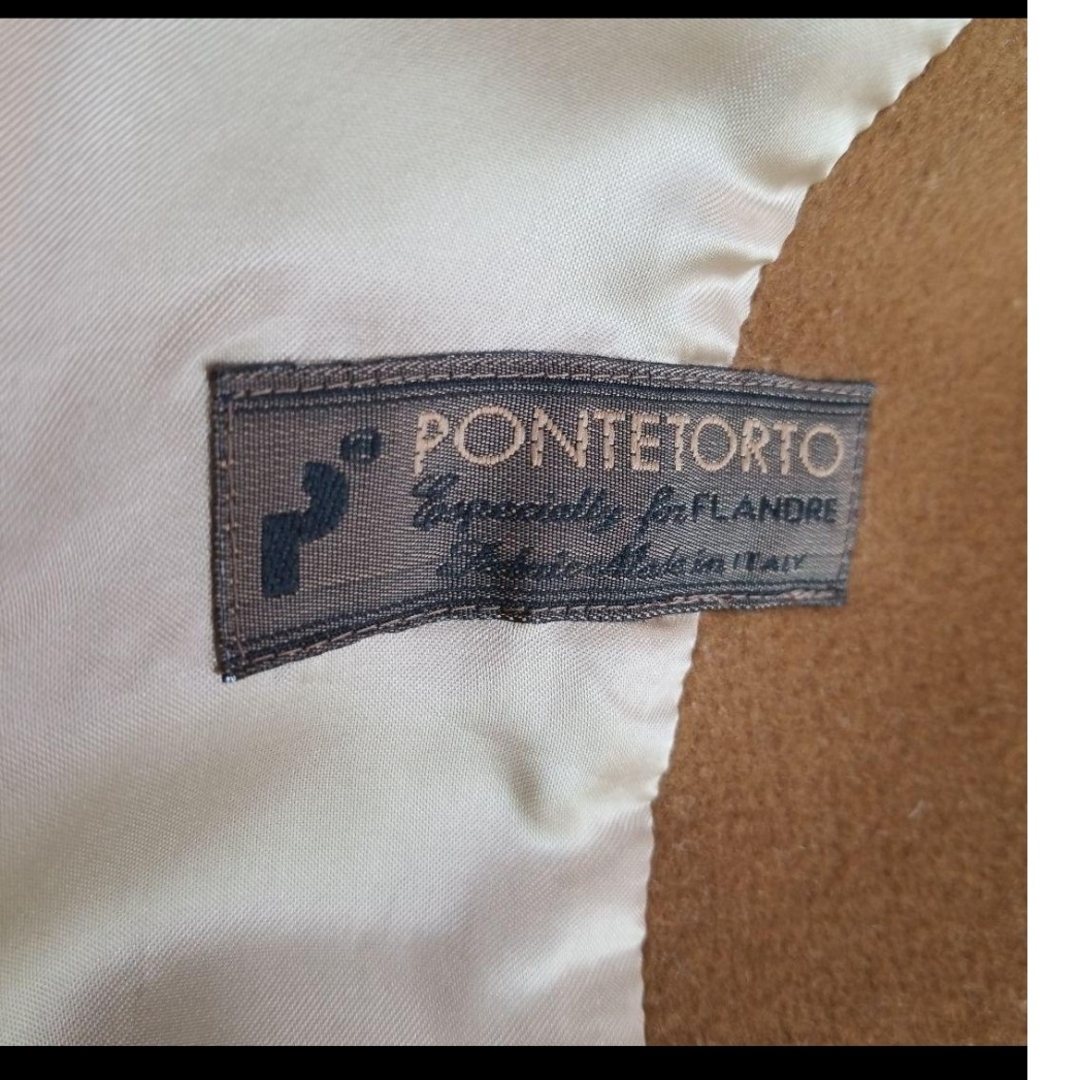 PONTETORTO
Especially for FLANDRE
Fabric Made in ITALY